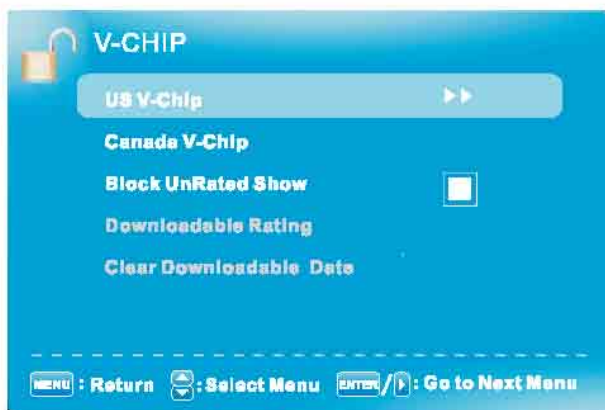 V-CHIP
US V-Chip
Canada V-Chip
Block UnRated Show
Downloadable Rating
Clear Downloadable Data
MENU : Return : Select Menu ENTER / : Go to Next Menu